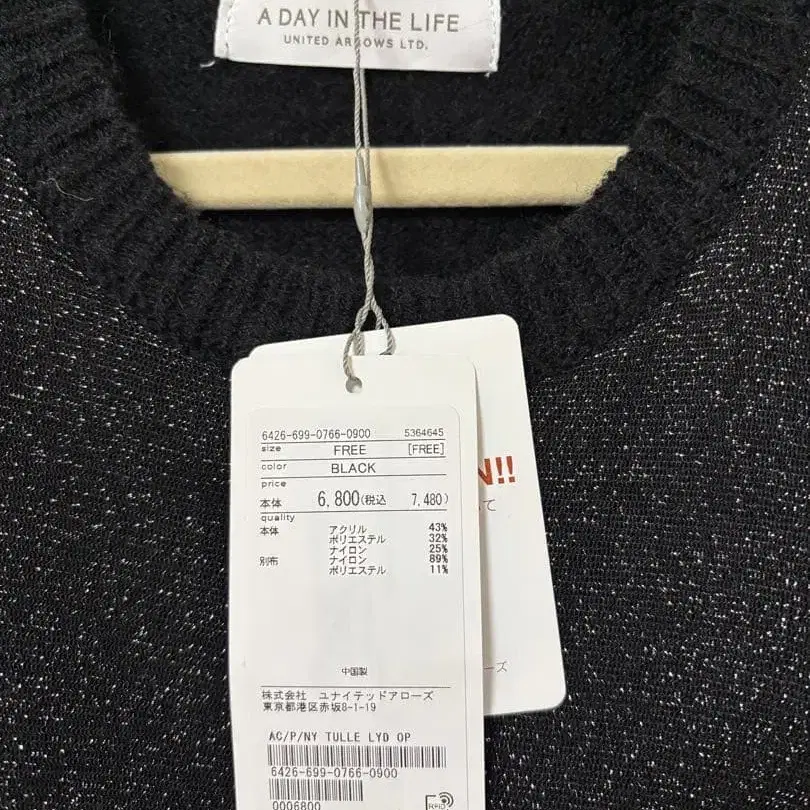 A DAY IN THE LIFE
UNITED ARROWS LTD.
6426-699-0766-0900 5364645
size FREE [FREE]
color BLACK
price
本体 6,800(税込 7,480)
quality
本体 アクリル 43%
ポリエステル 32%
ナイロン 25%
別布 ナイロン 89%
ポリエステル 11%
N!!
て
ーズ
中国製
株式会社 ユナイテッドアローズ
東京都港区赤坂8-1-19
AC/P/NY TULLE LYD OP
6426-699-0766-0900
0006800
RFID